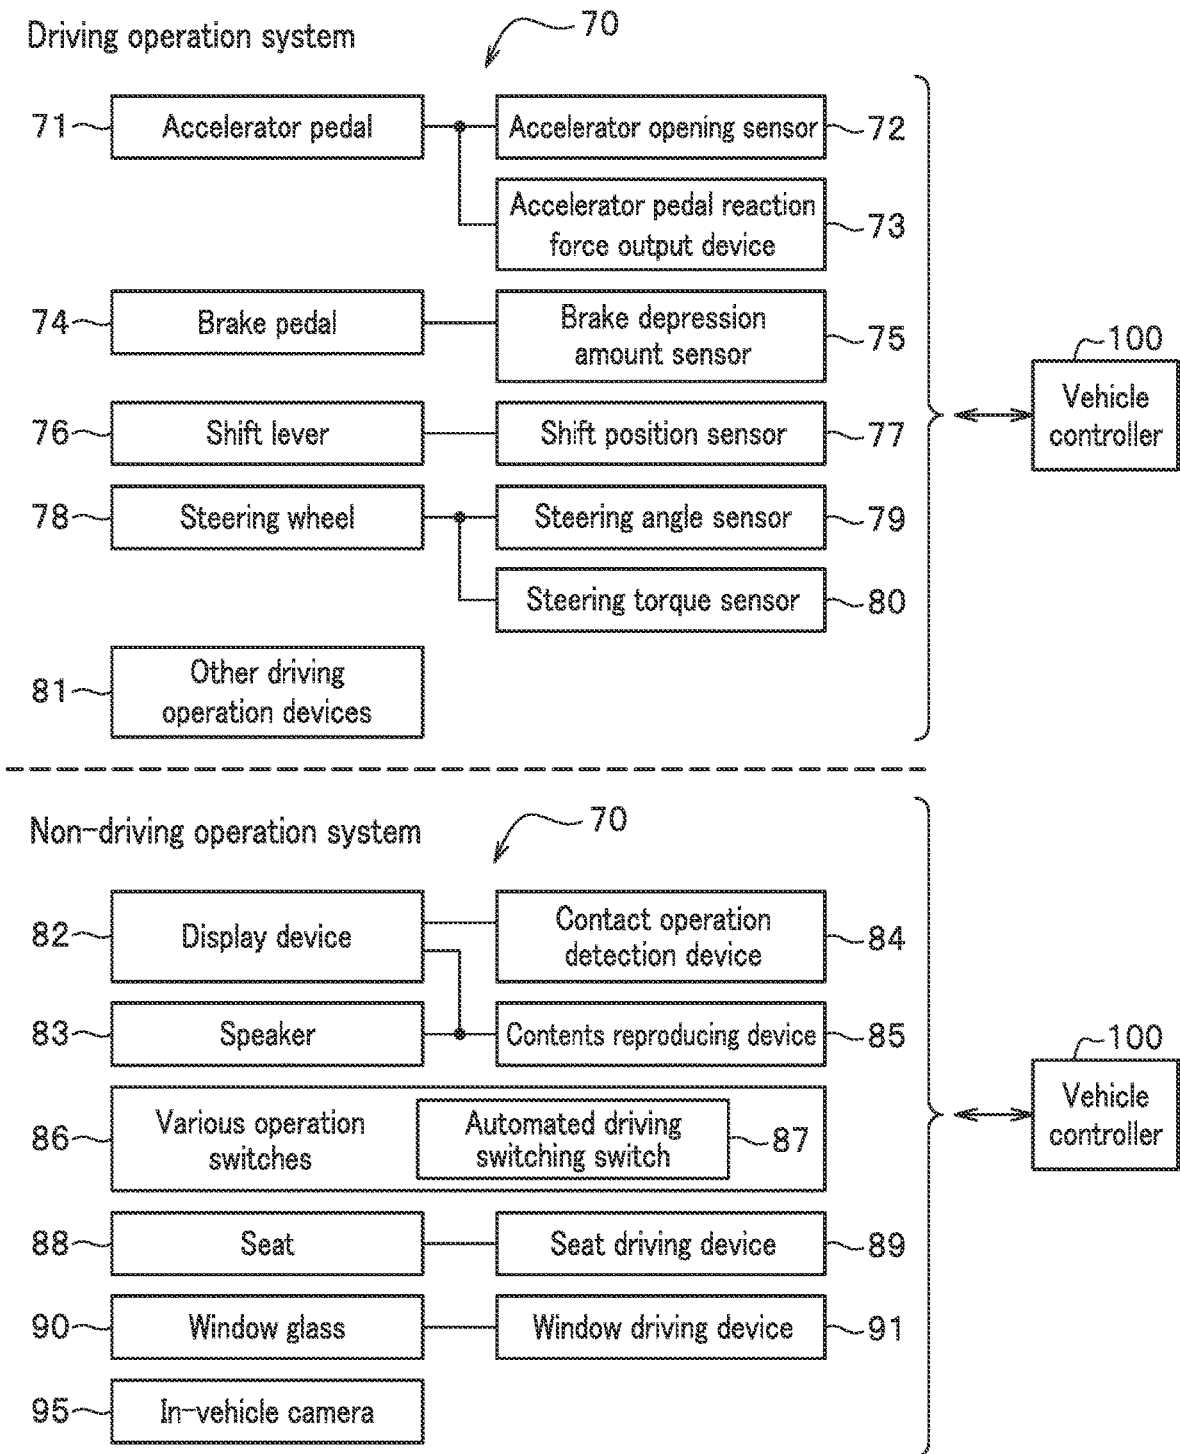 Driving operation system
70
71
Accelerator pedal
Accelerator opening sensor
72
Accelerator pedal reaction
force output device
73
74
Brake pedal
Brake depression
amount sensor
75
76
Shift lever
Shift position sensor
77
78
Steering wheel
Steering angle sensor
79
Steering torque sensor
80
81
Other driving
operation devices
100
Vehicle
controller
Non-driving operation system
70
82
Display device
Contact operation
detection device
84
83
Speaker
Contents reproducing device
85
86
Various operation
switches
Automated driving
switching switch
87
88
Seat
Seat driving device
89
90
Window glass
Window driving device
91
95
In-vehicle camera
100
Vehicle
controller